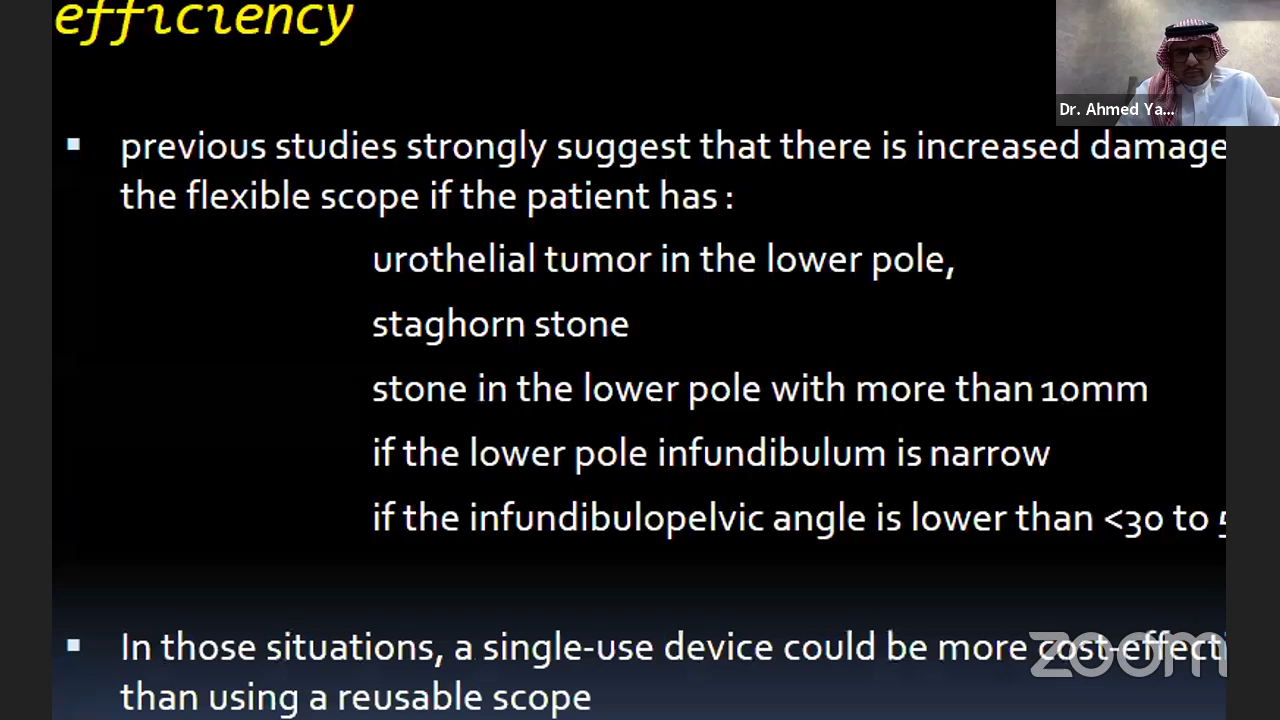 efficiency
Dr. Ahmed Ya...
▪ previous studies strongly suggest that there is increased damage
the flexible scope if the patient has :
urothelial tumor in the lower pole,
staghorn stone
stone in the lower pole with more than 10mm
if the lower pole infundibulum is narrow
if the infundibulopelvic angle is lower than <30 to 5
▪ In those situations, a single-use device could be more cost-effecti
than using a reusable scope
zoom